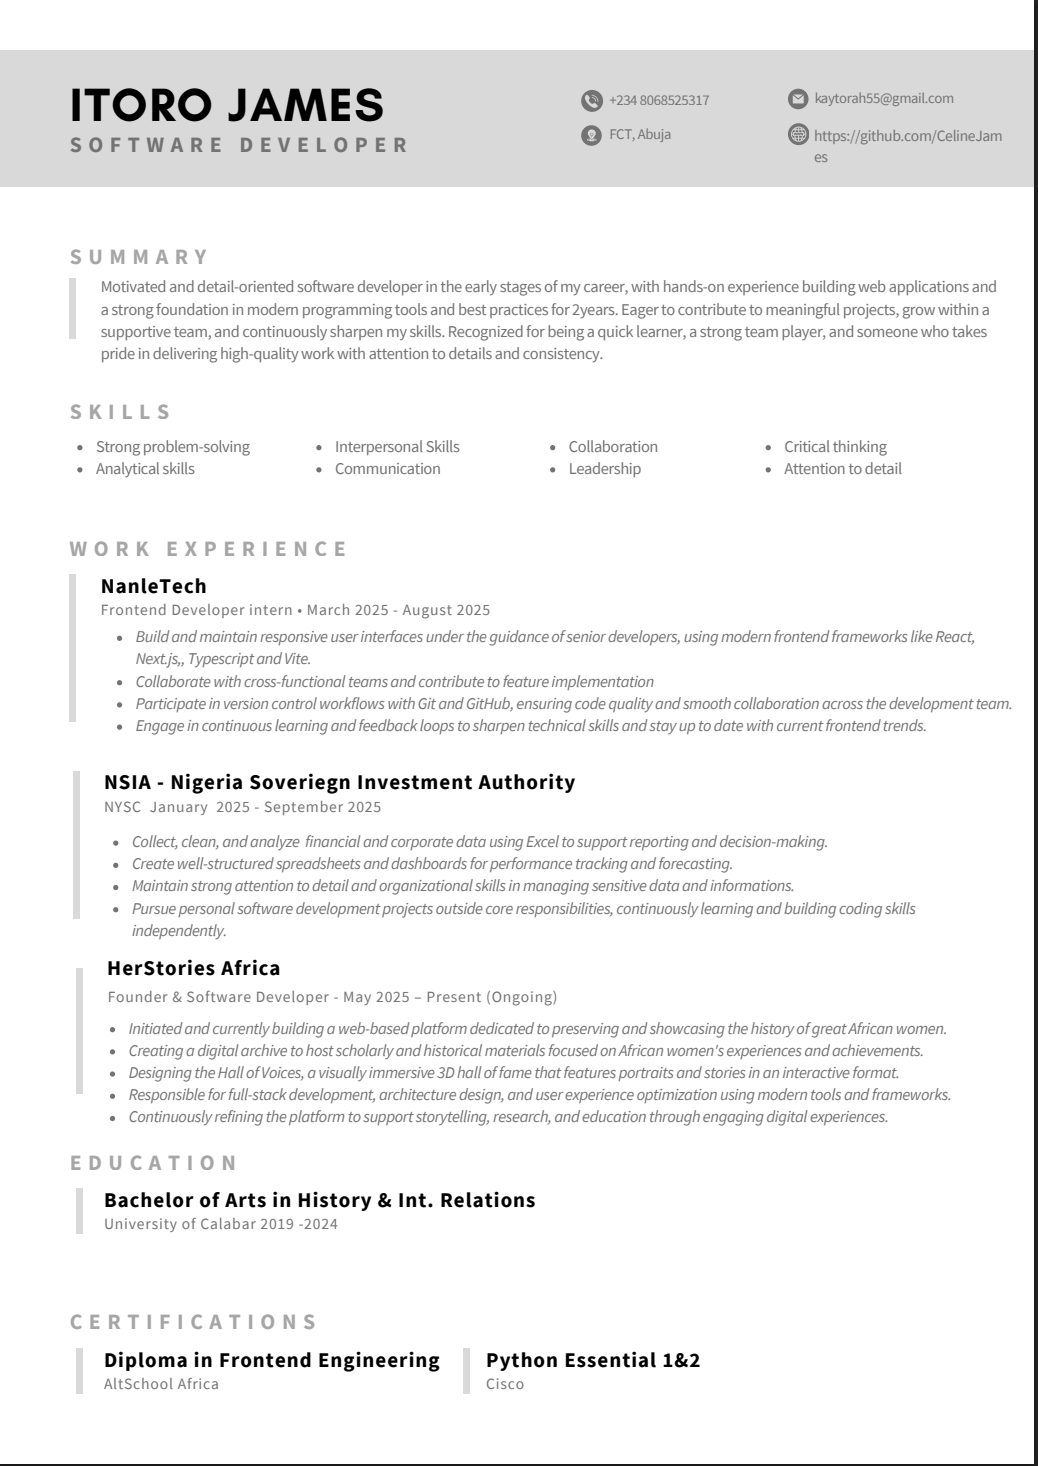 ITORO JAMES
SOFTWARE DEVELOPER
+234 8068525317
kaytorah55@gmail.com
FCT, Abuja
https://github.com/CelineJam
es
SUMMARY
Motivated and detail-oriented software developer in the early stages of my career, with hands-on experience building web applications and
a strong foundation in modern programming tools and best practices for 2years. Eager to contribute to meaningful projects, grow within a
supportive team, and continuously sharpen my skills. Recognized for being a quick learner, a strong team player, and someone who takes
pride in delivering high-quality work with attention to details and consistency.
SKILLS
• Strong problem-solving
• Analytical skills
• Interpersonal Skills
• Communication
• Collaboration
• Leadership
• Critical thinking
• Attention to detail
WORK EXPERIENCE
NanleTech
Frontend Developer intern • March 2025 - August 2025
• Build and maintain responsive user interfaces under the guidance of senior developers, using modern frontend frameworks like React,
Next.js,, Typescript and Vite.
• Collaborate with cross-functional teams and contribute to feature implementation
• Participate in version control workflows with Git and GitHub, ensuring code quality and smooth collaboration across the development team.
• Engage in continuous learning and feedback loops to sharpen technical skills and stay up to date with current frontend trends.
NSIA - Nigeria Soveriegn Investment Authority
NYSC January 2025 - September 2025
• Collect, clean, and analyze financial and corporate data using Excel to support reporting and decision-making.
• Create well-structured spreadsheets and dashboards for performance tracking and forecasting.
• Maintain strong attention to detail and organizational skills in managing sensitive data and informations.
• Pursue personal software development projects outside core responsibilities, continuously learning and building coding skills
independently.
HerStories Africa
Founder & Software Developer - May 2025 – Present (Ongoing)
• Initiated and currently building a web-based platform dedicated to preserving and showcasing the history of great African women.
• Creating a digital archive to host scholarly and historical materials focused on African women's experiences and achievements.
• Designing the Hall of Voices, a visually immersive 3D hall of fame that features portraits and stories in an interactive format.
• Responsible for full-stack development, architecture design, and user experience optimization using modern tools and frameworks.
• Continuously refining the platform to support storytelling, research, and education through engaging digital experiences.
EDUCATION
Bachelor of Arts in History & Int. Relations
University of Calabar 2019 -2024
CERTIFICATIONS
Diploma in Frontend Engineering
AltSchool Africa
Python Essential 1&2
Cisco